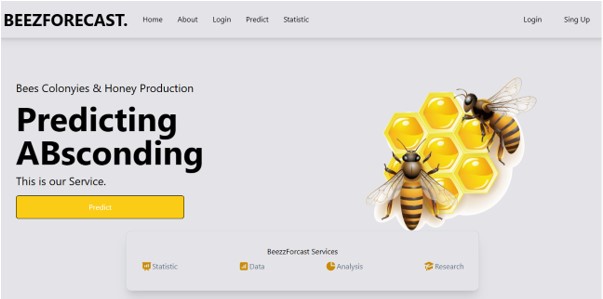 BEEZFORECAST. Home About Login Predict Statistic Login Sing Up
Bees Colonyies & Honey Production
Predicting
ABsconding
This is our Service.
Predict
BeezzForcast Services
Statistic Data Analysis Research